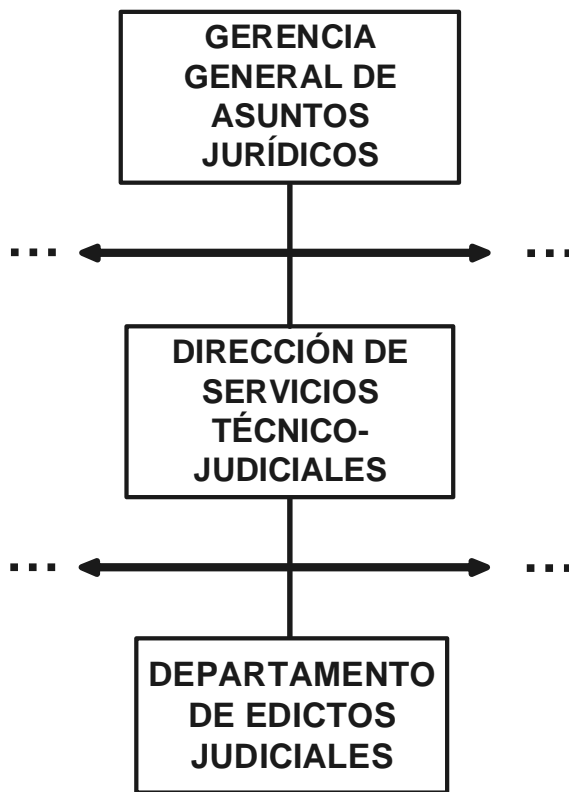 GERENCIA
GENERAL DE
ASUNTOS
JURÍDICOS
DIRECCIÓN DE
SERVICIOS
TÉCNICO-
JUDICIALES
DEPARTAMENTO
DE EDICTOS
JUDICIALES